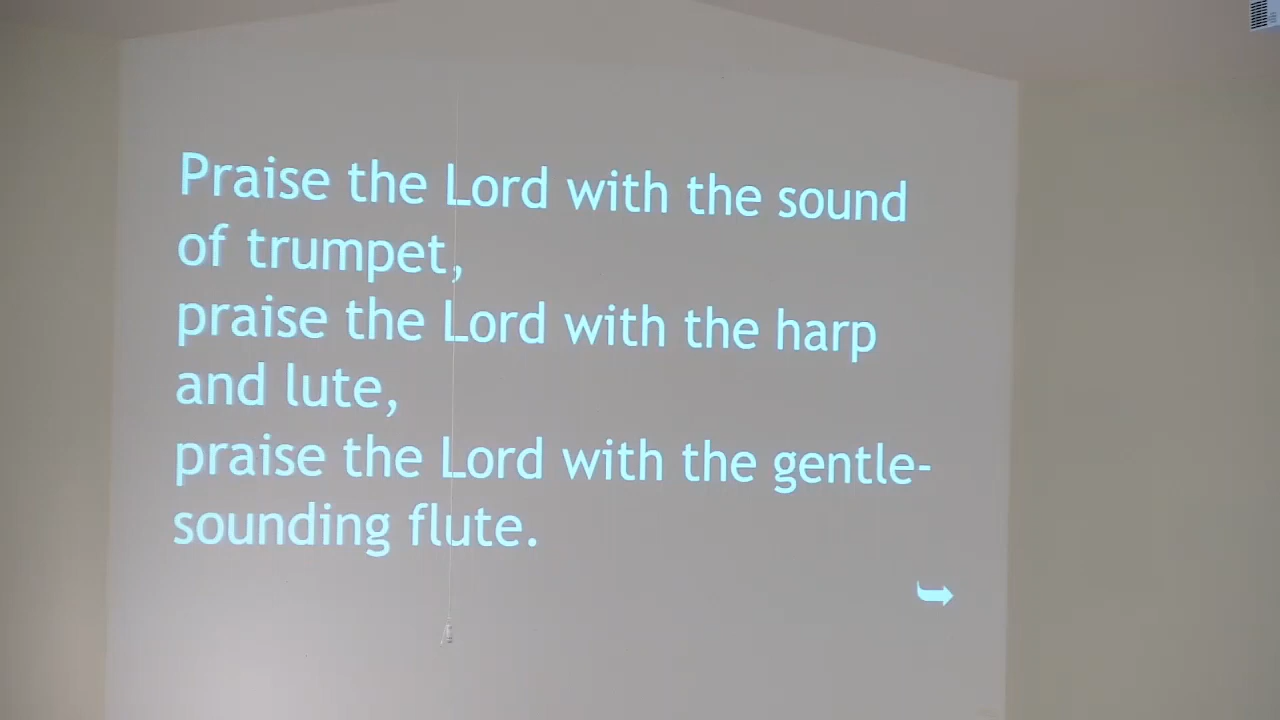 Praise the Lord with the sound
of trumpet,
praise the Lord with the harp
and lute,
praise the Lord with the gentle-
sounding flute.